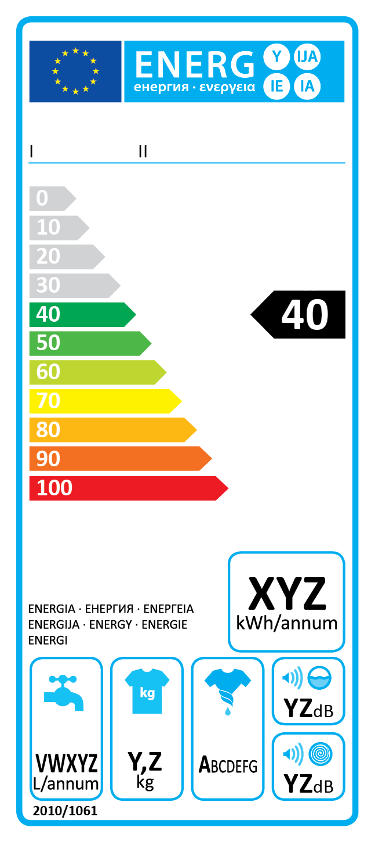 ENERG Y IJA
енергия · ενεργεια IE IA
I II
0
10
20
30
40
50
60
70
80
90
100
40
XYZ
kWh/annum
ENERGIA · ЕНЕРГИЯ · ΕΝΕΡΓΕΙΑ
ENERGIJA · ENERGY · ENERGIE
ENERGI
VWXYZ
L/annum
kg
Y,Z
kg
ABCDEFG
YZdB
YZdB
2010/1061